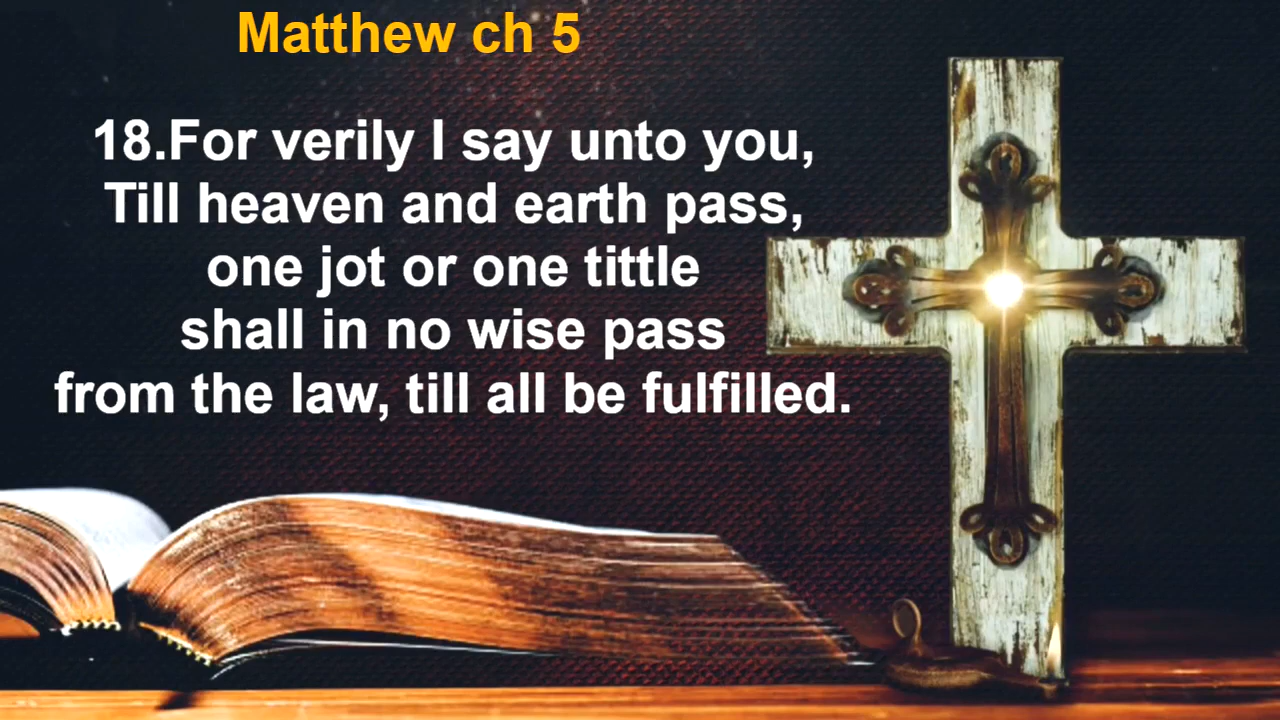 Matthew ch 5
18.For verily I say unto you,
Till heaven and earth pass,
one jot or one tittle
shall in no wise pass
from the law, till all be fulfilled.